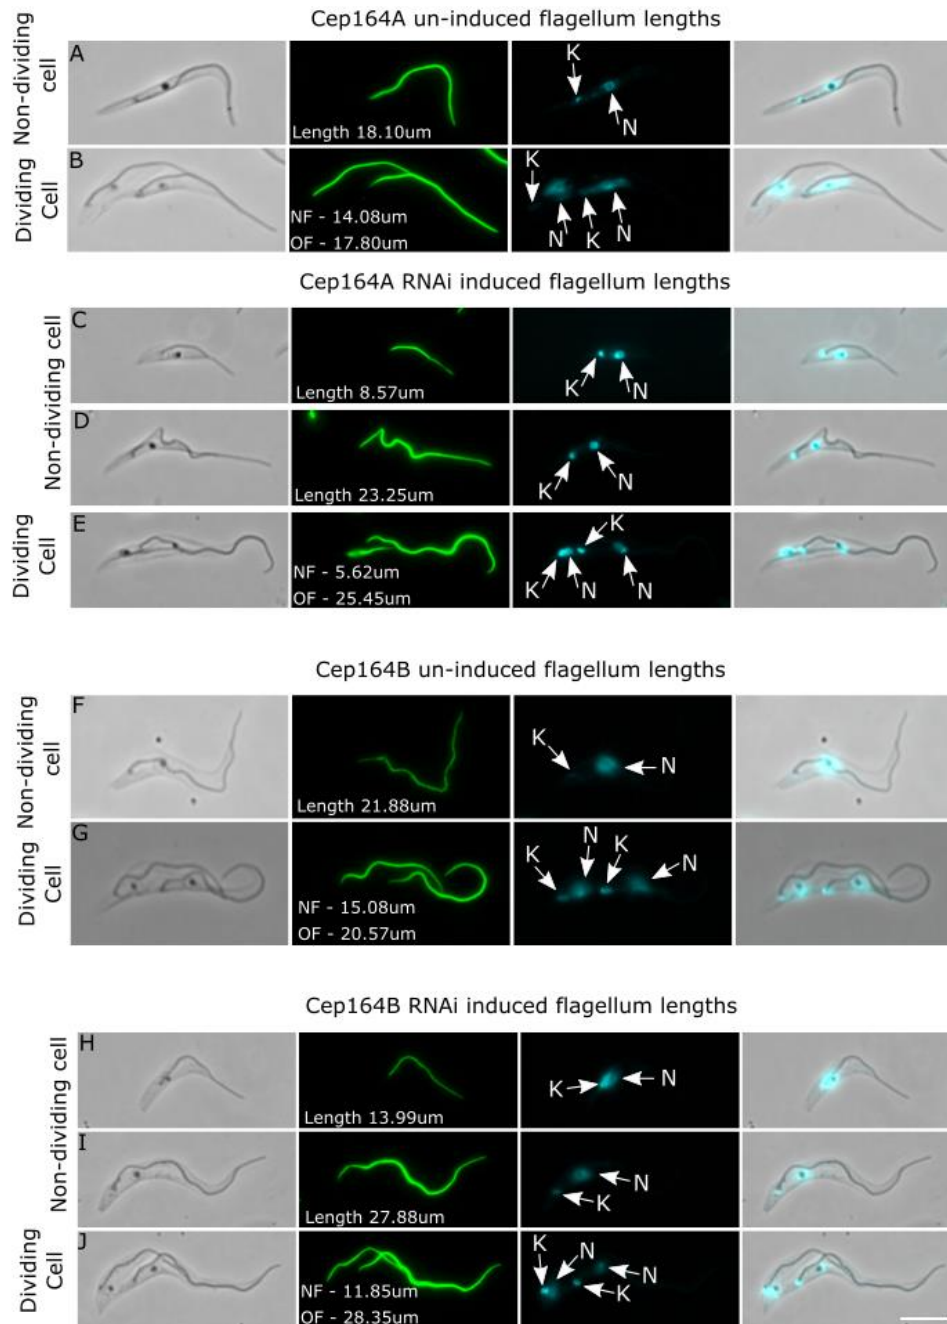 Cep164A un-induced flagellum lengths
Non-dividing
cell
A
Length 18.10um
K
N
Dividing
Cell
B
NF - 14.08um
OF - 17.80um
K
N
K
N
Cep164A RNAi induced flagellum lengths
Non-dividing cell
C
Length 8.57um
K
N
D
Length 23.25um
K
N
Dividing
Cell
E
NF - 5.62um
OF - 25.45um
K
K
N
N
Cep164B un-induced flagellum lengths
Non-dividing
cell
F
Length 21.88um
K
N
Dividing
Cell
G
NF - 15.08um
OF - 20.57um
K
N
K
N
Cep164B RNAi induced flagellum lengths
Non-dividing cell
H
Length 13.99um
K
N
I
Length 27.88um
N
K
Dividing
Cell
J
NF - 11.85um
OF - 28.35um
K
N
N
K